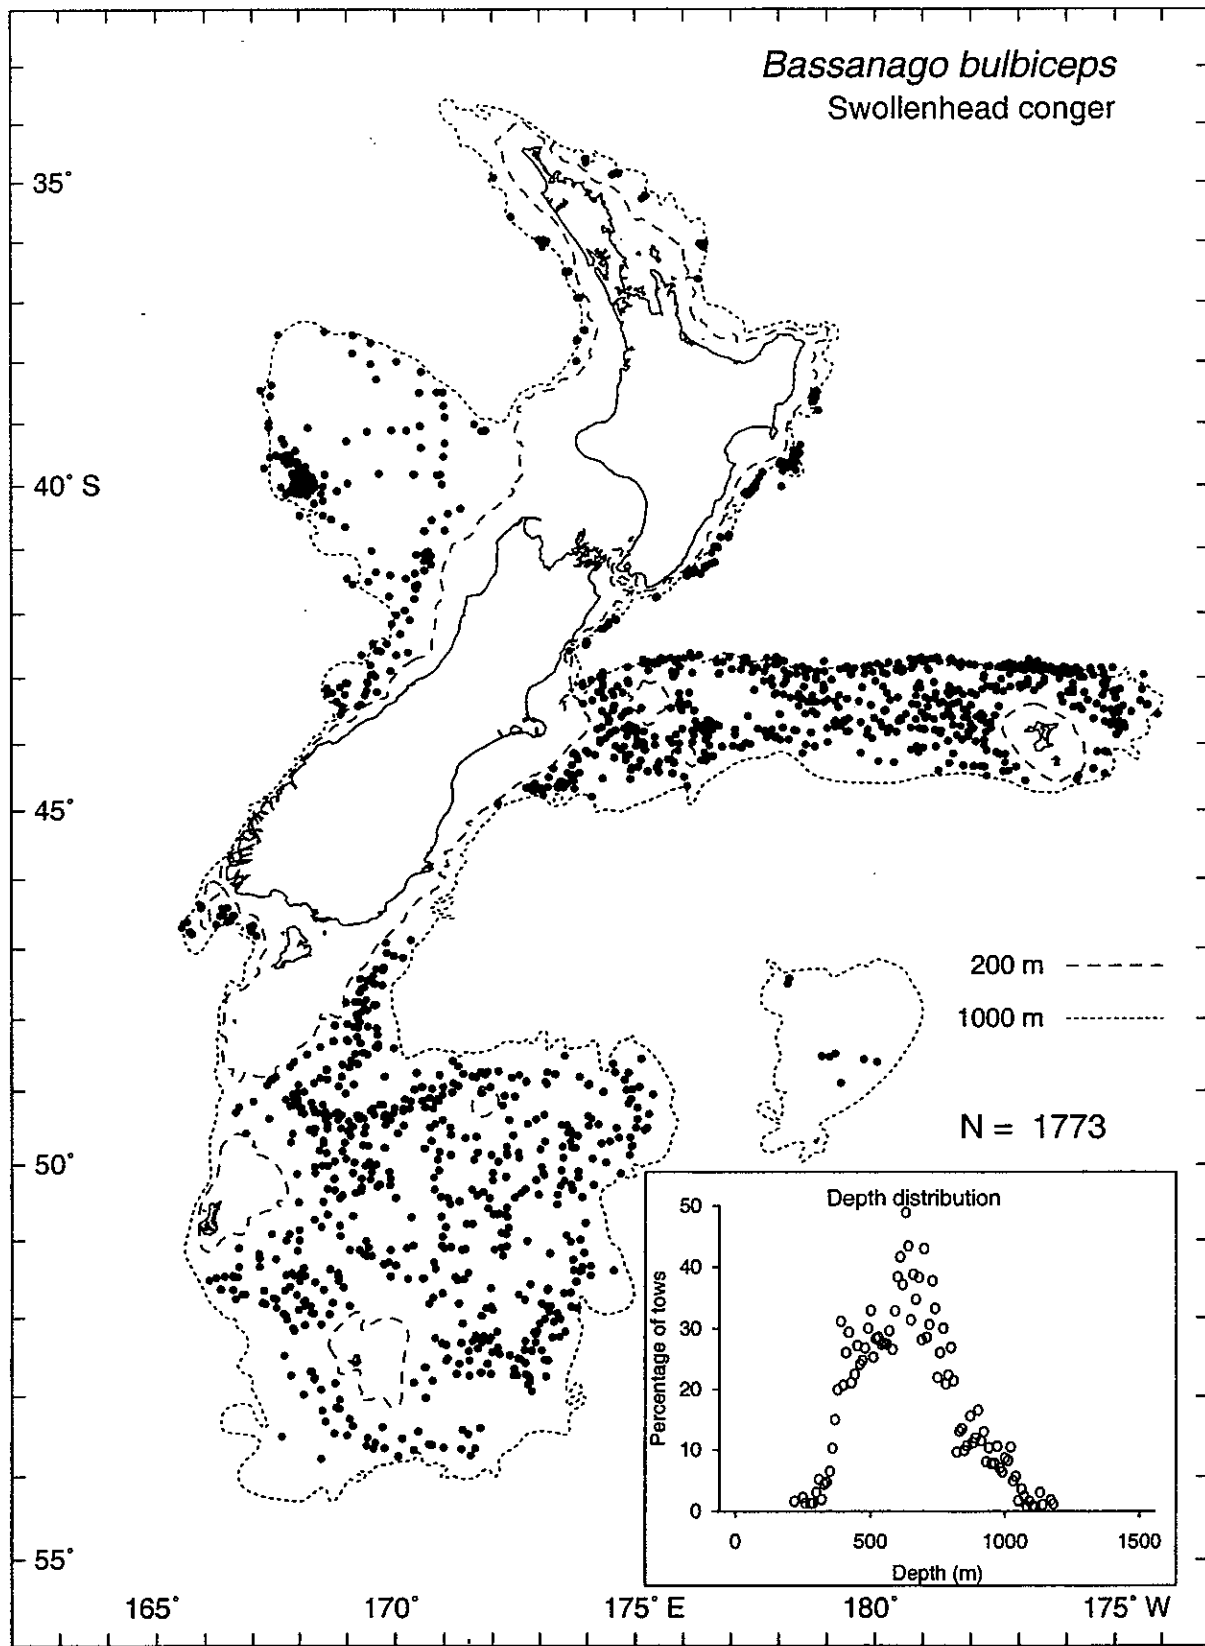 Bassanago bulbiceps
Swollenhead conger
35°
40° S
45°
50°
55°
200 m
1000 m
N = 1773
Depth distribution
Percentage of tows
50
40
30
20
10
0
0 500 1000 1500
Depth (m)
165° 170° 175° E 180° 175° W